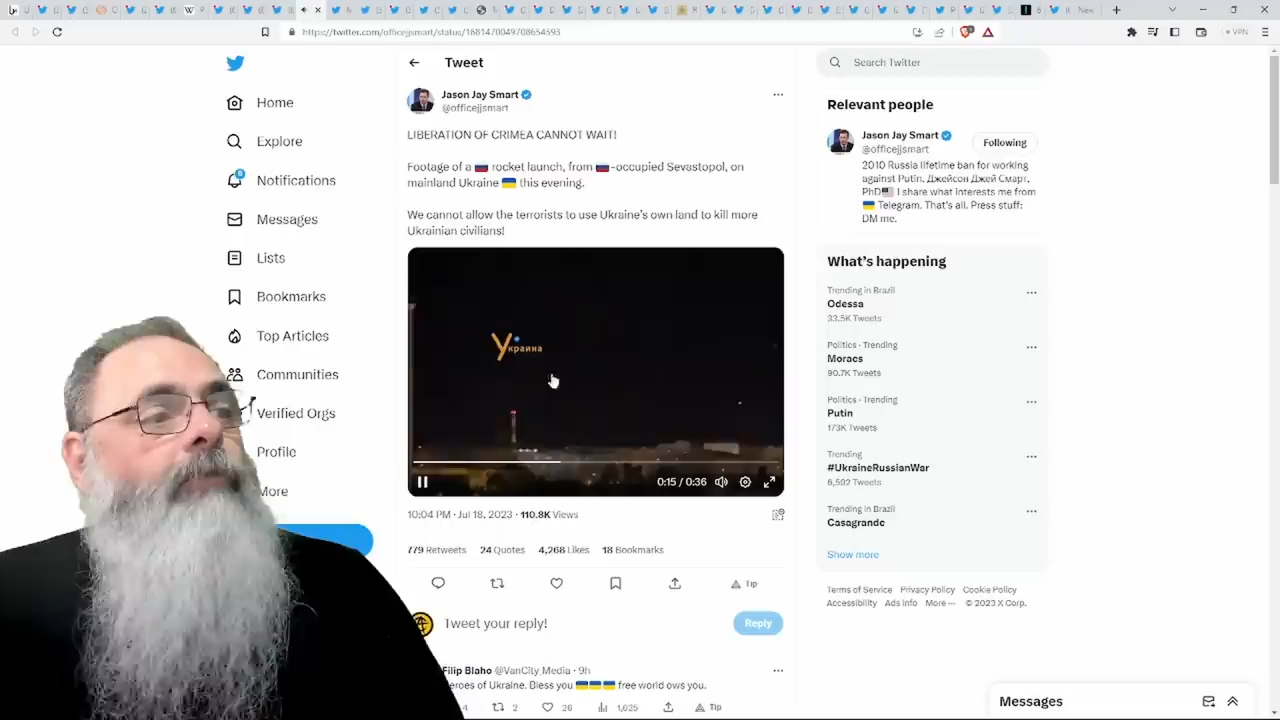 New
https://twitter.com/officejjsmart/status/1681470049708654593
VPN
Home
Explore
8
Notifications
Messages
Lists
Bookmarks
Top Articles
Communities
Verified Orgs
Profile
More
Tweet
Jason Jay Smart
@officejjsmart
LIBERATION OF CRIMEA CANNOT WAIT!
Footage of a 🇷🇺 rocket launch, from 🇷🇺-occupied Sevastopol, on
mainland Ukraine 🇺🇦 this evening.
We cannot allow the terrorists to use Ukraine's own land to kill more
Ukrainian civilians!
Украина
0:15 / 0:36
10:04 PM · Jul 18, 2023 · 110.8K Views
779 Retweets 24 Quotes 4,268 Likes 18 Bookmarks
Tip
Tweet your reply!
Reply
Filip Blaho @VanCity_Media · 9h
eroes of Ukraine. Bless you 🇺🇦🇺🇦🇺🇦 free world ows you.
4 2 26 1,025 Tip
Search Twitter
Relevant people
Jason Jay Smart
@officejjsmart
Following
2010 Russia lifetime ban for working
against Putin. Джейсон Джей Смарт,
PhD🇺🇸 I share what interests me from
🇺🇦 Telegram. That's all. Press stuff:
DM me.
What's happening
Trending in Brazil
Odessa
33.5K Tweets
Politics · Trending
Moraes
90.7K Tweets
Politics · Trending
Putin
173K Tweets
Trending
#UkraineRussianWar
6,502 Tweets
Trending in Brazil
Casagrande
Show more
Terms of Service Privacy Policy Cookie Policy
Accessibility Ads info More ··· © 2023 X Corp.
Messages